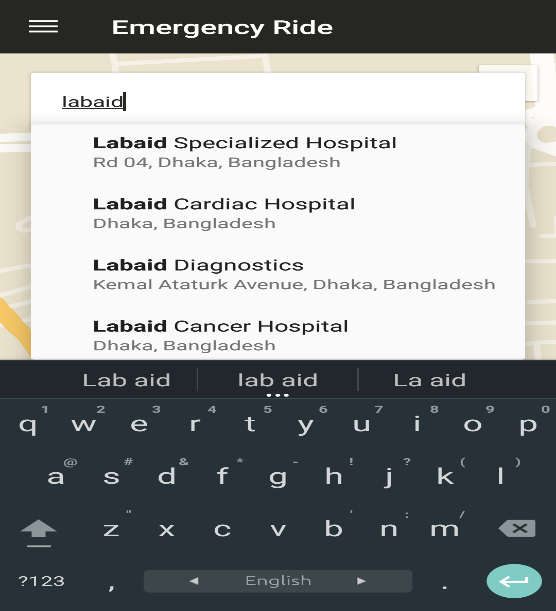 Emergency Ride
labaid
Labaid Specialized Hospital
Rd 04, Dhaka, Bangladesh
Labaid Cardiac Hospital
Dhaka, Bangladesh
Labaid Diagnostics
Kemal Ataturk Avenue, Dhaka, Bangladesh
Labaid Cancer Hospital
Dhaka, Bangladesh
Lab aid lab aid La aid
1 2 3 4 5 6 7 8 9 0
q w e r t y u i o p
@ # & * - ! ? ( )
a s d f g h j k l
" ' : /
z x c v b n m
?123 , ◄ English ► .